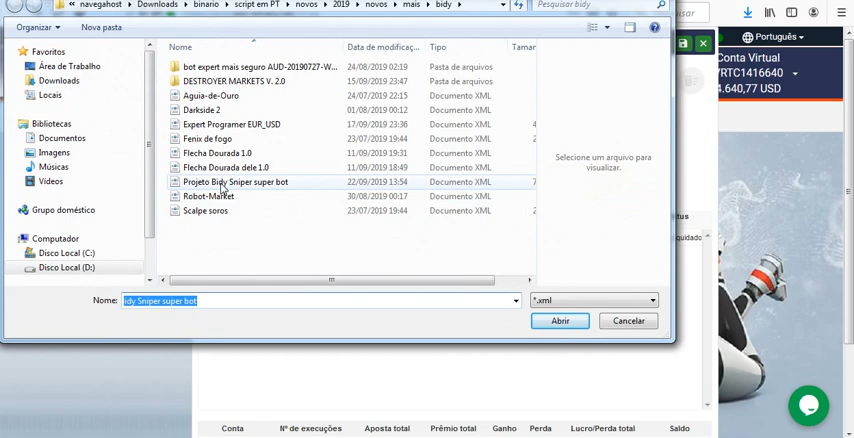 « navegahost ▸ Downloads ▸ binario ▸ script em PT ▸ novos ▸ 2019 ▸ novos ▸ mais ▸ bidy ▸
Pesquisar bidy
Organizar
Nova pasta
Português
Favoritos
Área de Trabalho
Downloads
Locais
Bibliotecas
Documentos
Imagens
Músicas
Vídeos
Grupo doméstico
Computador
Disco Local (C:)
Disco Local (D:)
Nome Data de modificaç... Tipo Tamar
bot expert mais seguro AUD-20190727-W... 24/08/2019 02:19 Pasta de arquivos
DESTROYER MARKETS V. 2.0 15/09/2019 23:47 Pasta de arquivos
Aguia-de-Ouro 24/07/2019 22:15 Documento XML
Darkside 2 01/08/2019 00:12 Documento XML
Expert Programer EUR_USD 17/09/2019 23:36 Documento XML 4
Fenix de fogo 23/07/2019 19:44 Documento XML 2
Flecha Dourada 1.0 11/09/2019 19:31 Documento XML
Flecha Dourada dele 1.0 11/09/2019 18:49 Documento XML
Projeto Bidy Sniper super bot 22/09/2019 13:54 Documento XML 7
Robot-Market 30/08/2019 00:17 Documento XML
Scalpe soros 23/07/2019 19:44 Documento XML 2
Selecione um arquivo para
visualizar.
Conta Virtual
VRTC1416640
4.640,77 USD
tus
quidado
Nome: idy Sniper super bot
*.xml
Abrir
Cancelar
Conta Nº de execuções Aposta total Prêmio total Ganho Perda Lucro/Perda total Saldo